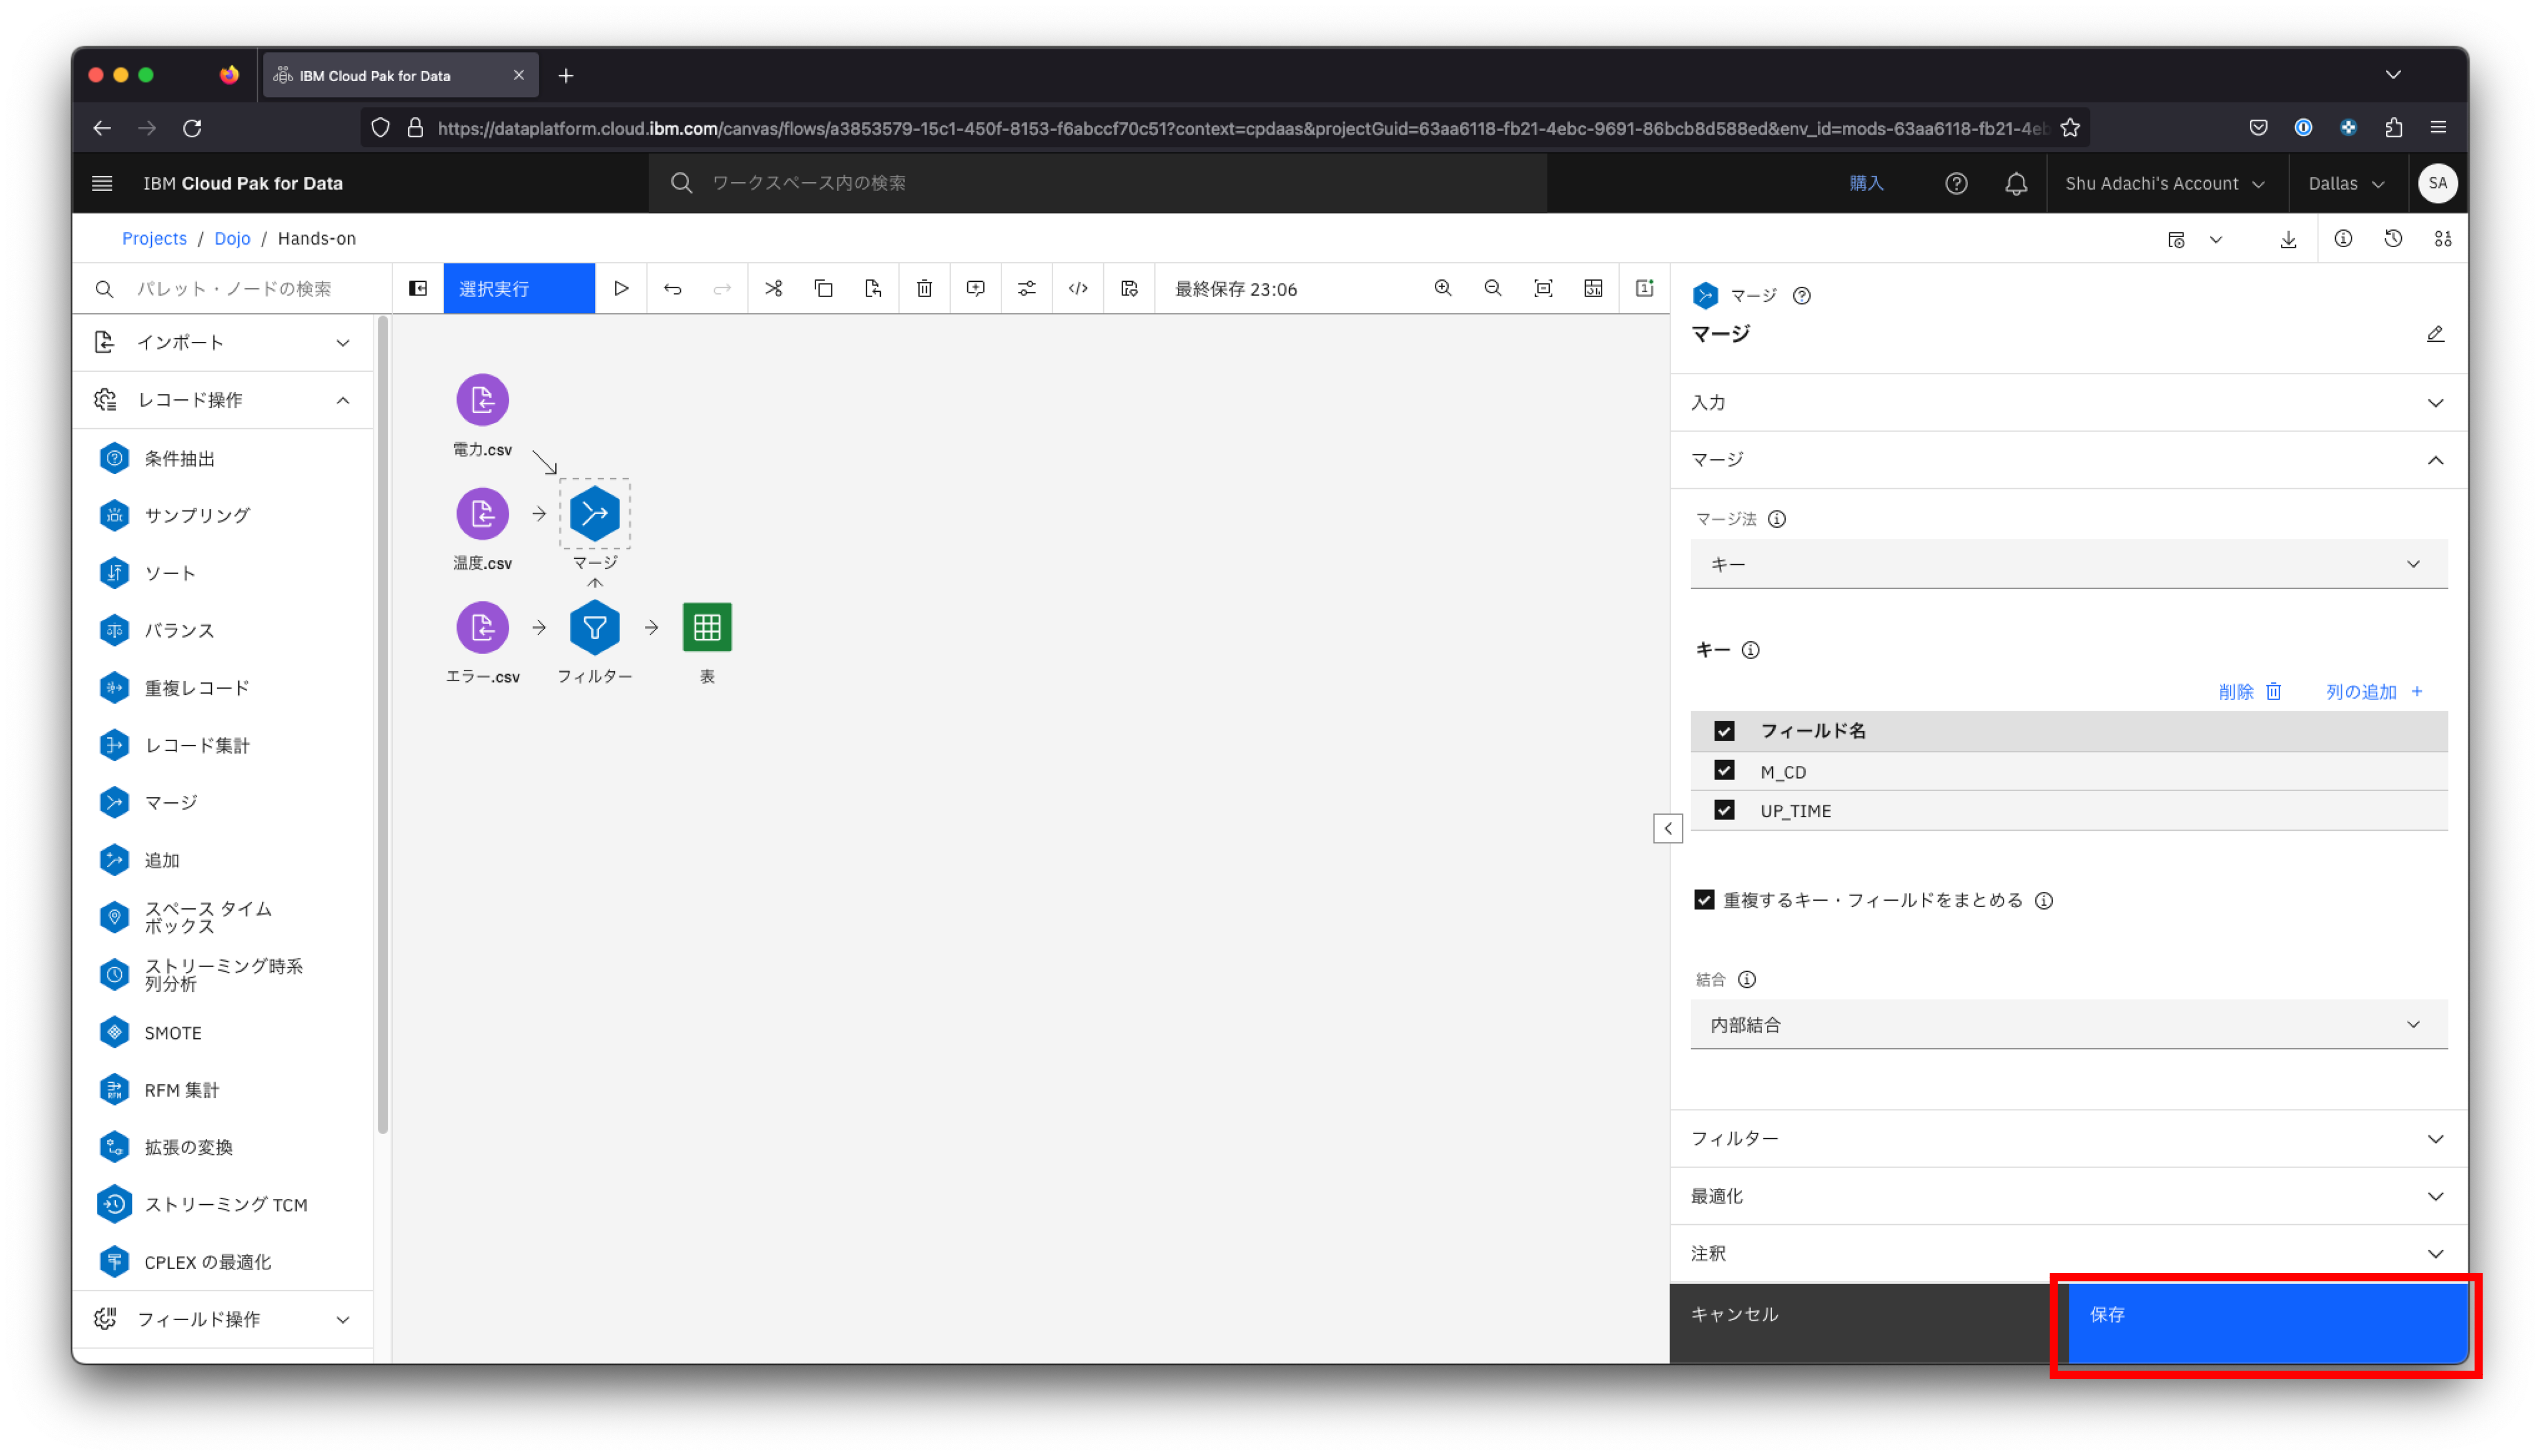 IBM Cloud Pak for Data
https://dataplatform.cloud.ibm.com/canvas/flows/a3853579-15c1-450f-8153-f6abccf70c51?context=cpdaas&projectGuid=63aa6118-fb21-4ebc-9691-86bcb8d588ed&env_id=mods-63aa6118-fb21-4eb
IBM Cloud Pak for Data
ワークスペース内の検索
購入
Shu Adachi's Account
Dallas
SA
Projects / Dojo / Hands-on
パレット・ノードの検索
選択実行
最終保存 23:06
インポート
レコード操作
条件抽出
サンプリング
ソート
バランス
重複レコード
レコード集計
マージ
追加
スペース タイム
ボックス
ストリーミング時系
列分析
SMOTE
RFM 集計
拡張の変換
ストリーミング TCM
CPLEX の最適化
フィールド操作
電力.csv
温度.csv
マージ
エラー.csv
フィルター
表
マージ
マージ
入力
マージ
マージ法
キー
キー
削除
列の追加 +
フィールド名
M_CD
UP_TIME
重複するキー・フィールドをまとめる
結合
内部結合
フィルター
最適化
注釈
キャンセル
保存